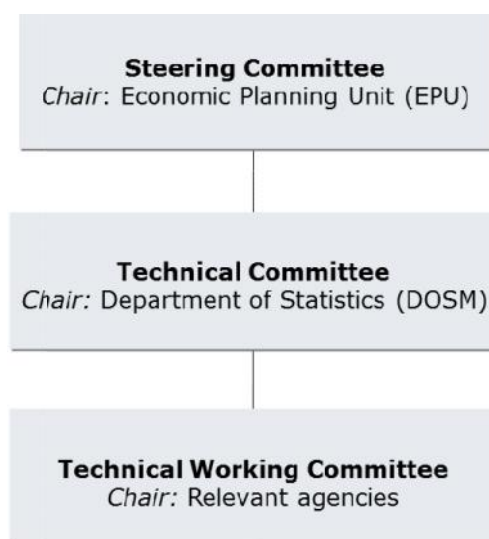 Steering Committee
Chair: Economic Planning Unit (EPU)
Technical Committee
Chair: Department of Statistics (DOSM)
Technical Working Committee
Chair: Relevant agencies